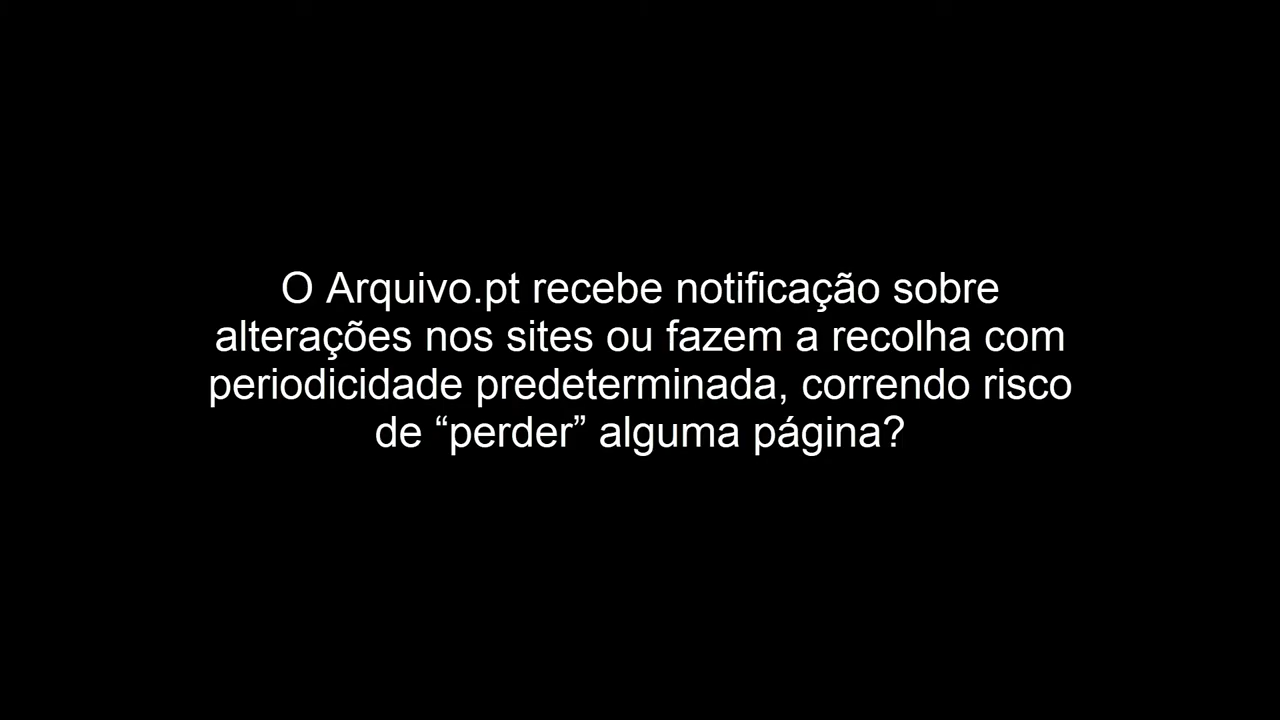 O Arquivo.pt recebe notificação sobre
alterações nos sites ou fazem a recolha com
periodicidade predeterminada, correndo risco
de “perder” alguma página?